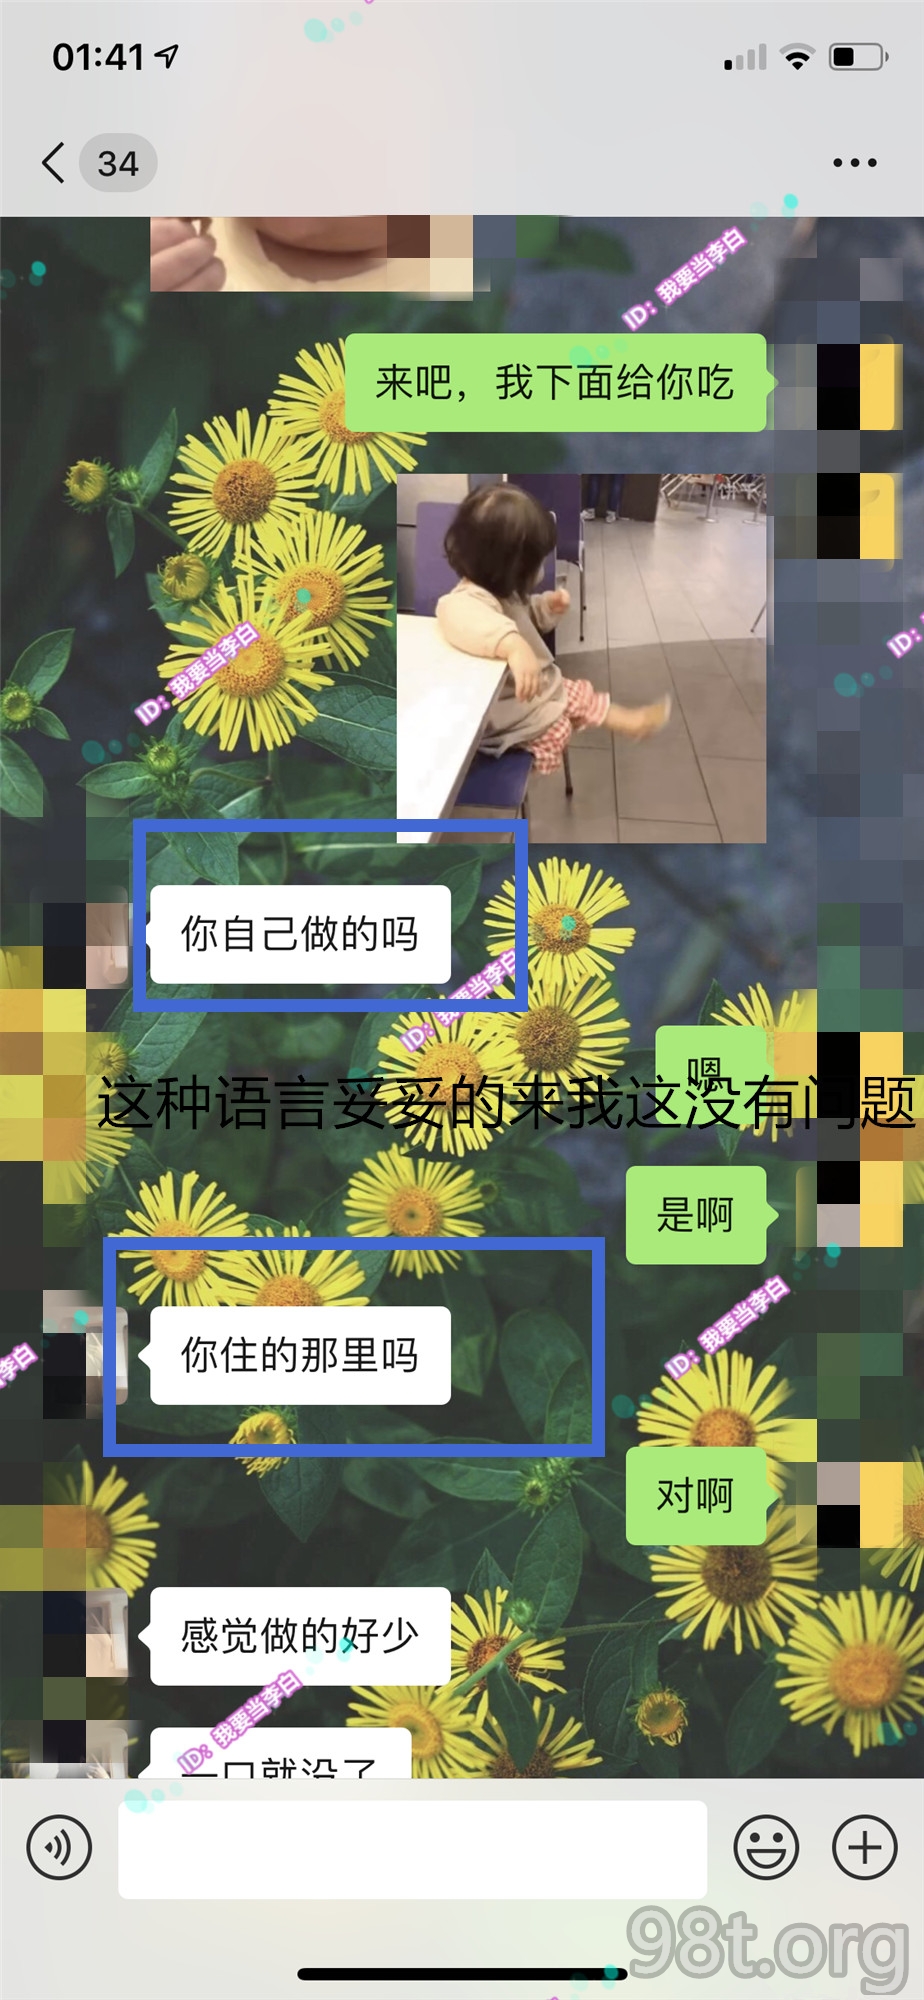 01:41
34
ID：我要当李白
来吧，我下面给你吃
ID：
ID：我要当李白
你自己做的吗
ID：我要当李白
嗯
这种语言妥妥的来我这没有问题
是啊
ID：我要当李白
李白
你住的那里吗
对啊
感觉做的好少
ID：我要当李白
一口就没了
98t.org